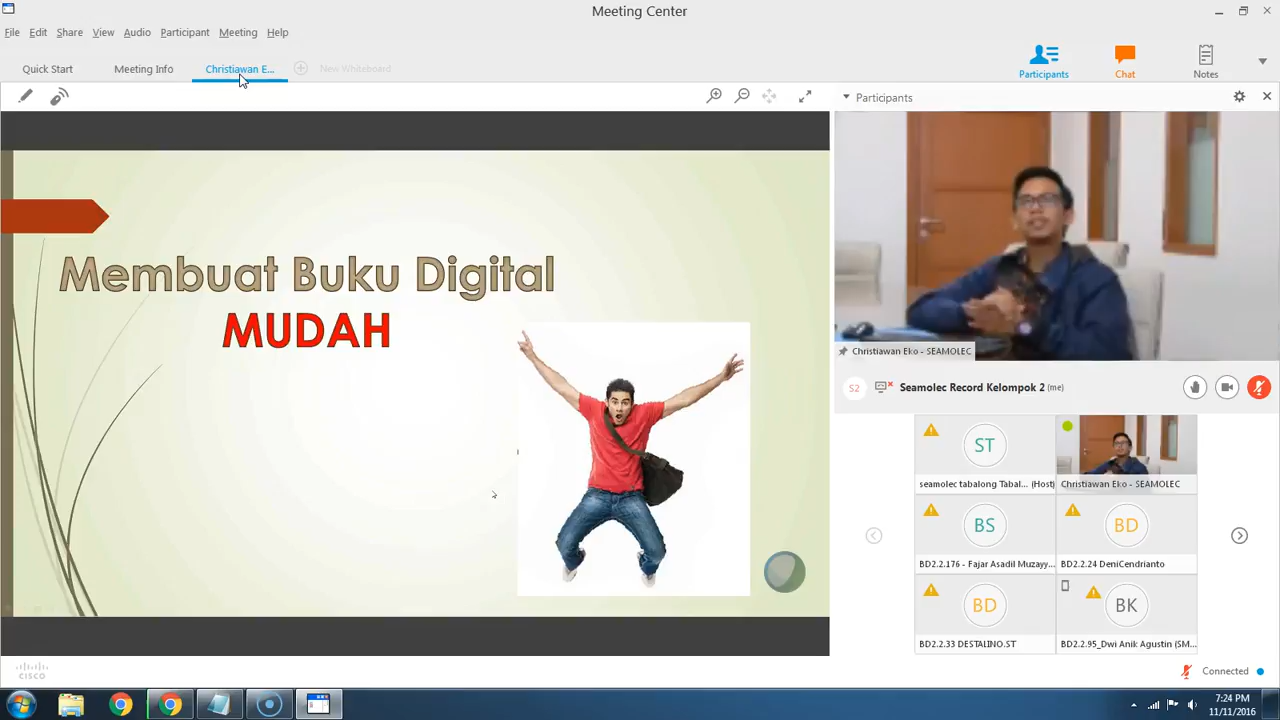 Meeting Center
File Edit Share View Audio Participant Meeting Help
Quick Start Meeting Info Christiawan E... New Whiteboard
Participants Chat Notes
Participants
Membuat Buku Digital
MUDAH
Christiawan Eko - SEAMOLEC
S2 Seamolec Record Kelompok 2 (me)
ST
seamolec tabalong Tabal... (Host) Christiawan Eko - SEAMOLEC
BS BD
BD2.2.176 - Fajar Asadil Muzayy... BD2.2.24 DeniCendrianto
BD BK
BD2.2.33 DESTALINO.ST BD2.2.95_Dwi Anik Agustin (SM...
CISCO
Connected
7:24 PM
11/11/2016